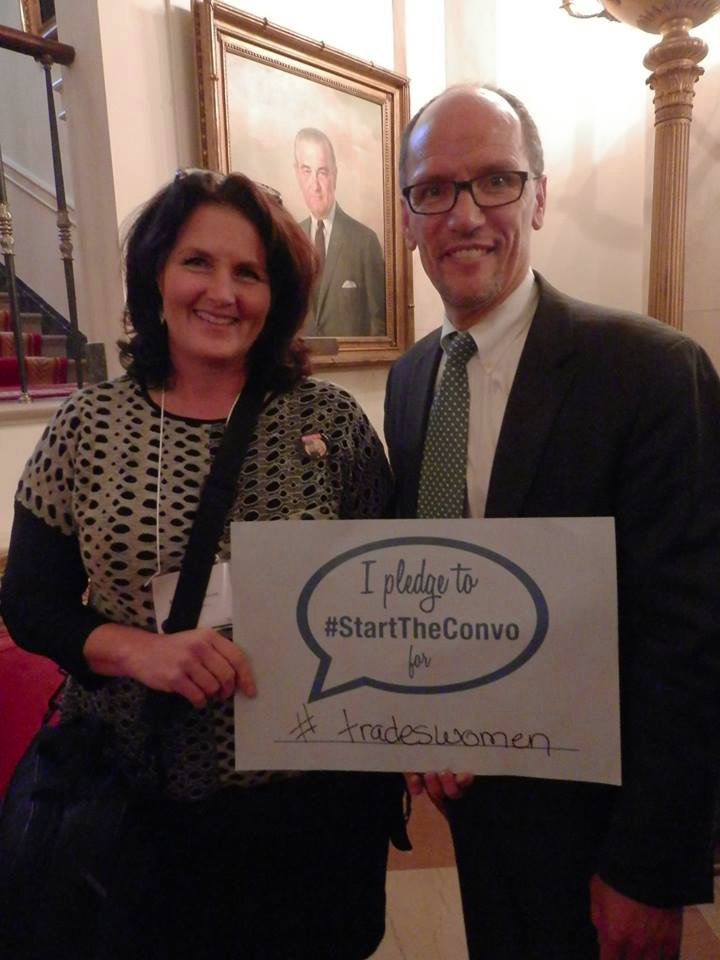 I pledge to
#StartTheConvo
for
# tradeswomen